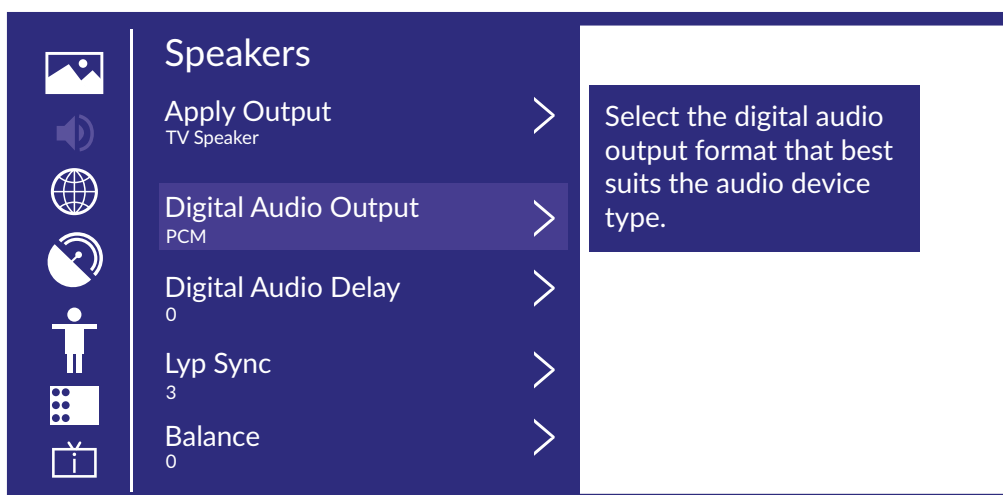 Speakers
Apply Output
TV Speaker
Digital Audio Output
PCM
Digital Audio Delay
0
Lyp Sync
3
Balance
0
Select the digital audio
output format that best
suits the audio device
type.